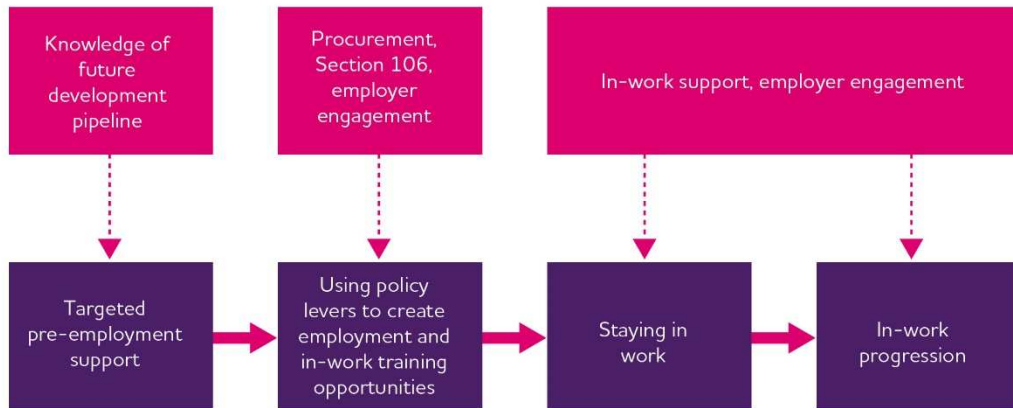 Knowledge of
future
development
pipeline
Procurement,
Section 106,
employer
engagement
In-work support, employer engagement
Targeted
pre-employment
support
Using policy
levers to create
employment and
in-work training
opportunities
Staying in
work
In-work
progression